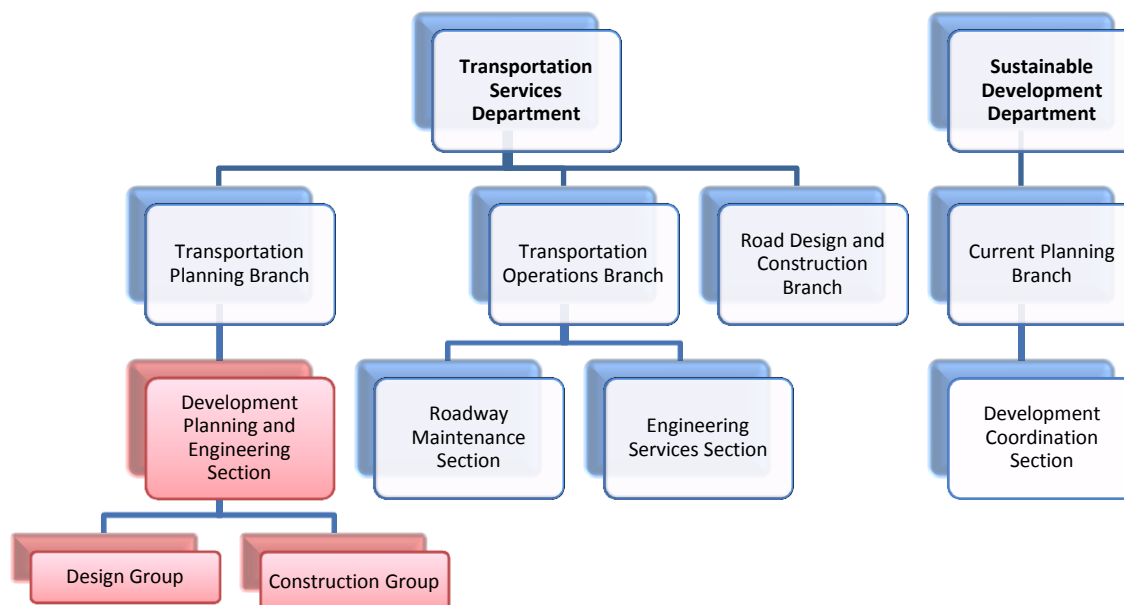 Transportation
Services
Department
Sustainable
Development
Department
Transportation
Planning Branch
Transportation
Operations Branch
Road Design and
Construction
Branch
Current Planning
Branch
Development
Planning and
Engineering
Section
Roadway
Maintenance
Section
Engineering
Services Section
Development
Coordination
Section
Design Group
Construction Group